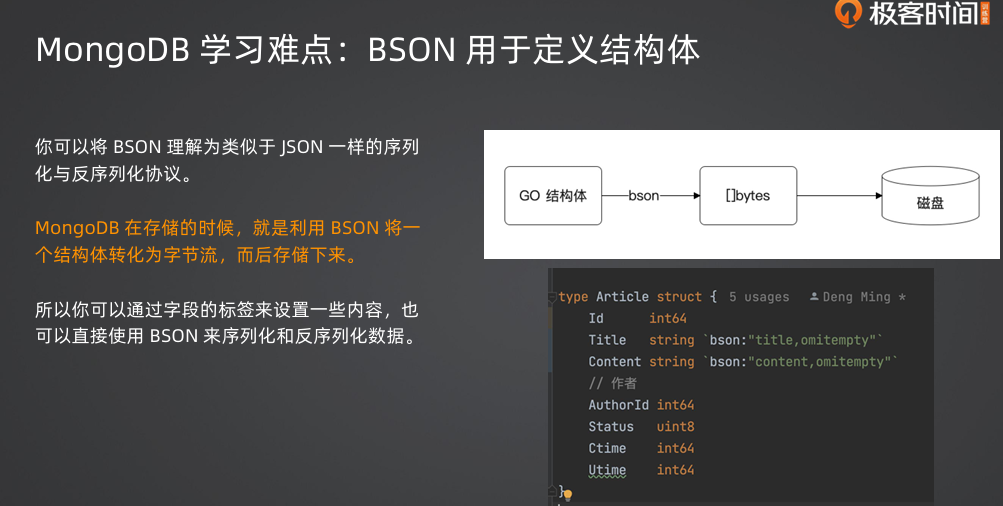 极客时间 训练营
MongoDB 学习难点：BSON 用于定义结构体
你可以将 BSON 理解为类似于 JSON 一样的序列
化与反序列化协议。
MongoDB 在存储的时候，就是利用 BSON 将一
个结构体转化为字节流，而后存储下来。
所以你可以通过字段的标签来设置一些内容，也
可以直接使用 BSON 来序列化和反序列化数据。
GO 结构体
bson
[]bytes
磁盘
type Article struct { 5 usages Deng Ming *
Id int64
Title string `bson:"title,omitempty"`
Content string `bson:"content,omitempty"`
// 作者
AuthorId int64
Status uint8
Ctime int64
Utime int64
}